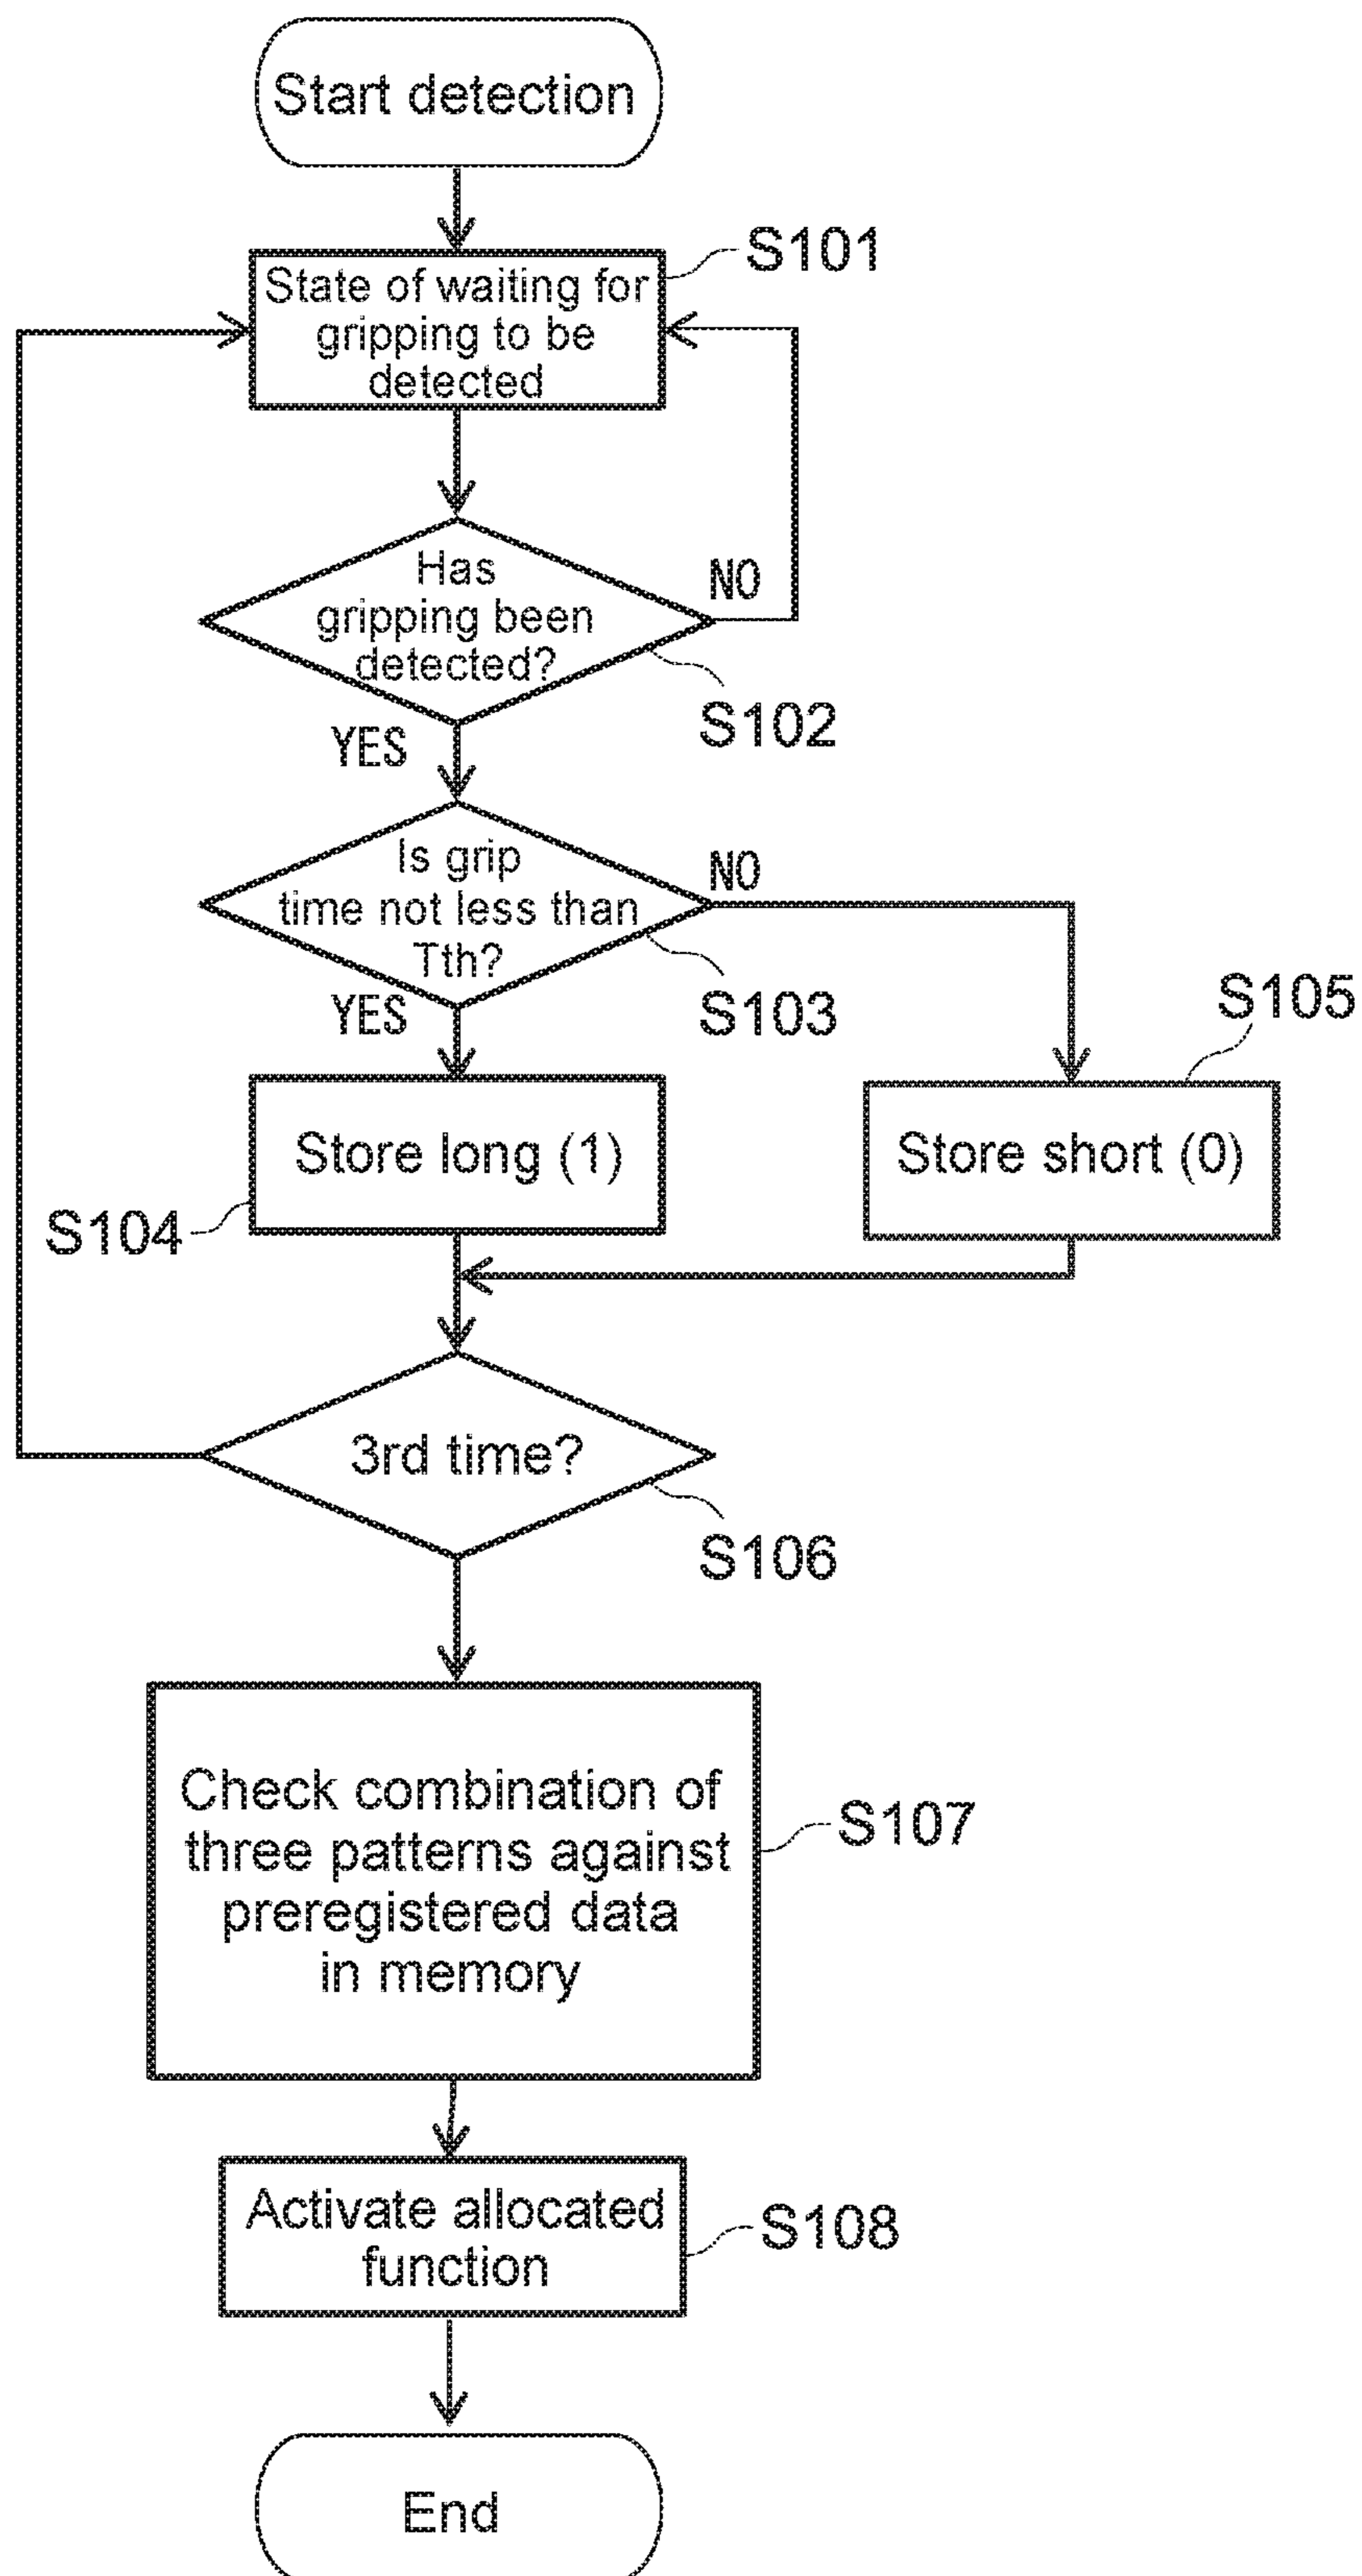 Start detection
S101
State of waiting for
gripping to be
detected
Has
gripping been
detected?
NO
S102
YES
Is grip
time not less than
Tth?
NO
S103
YES
S105
Store long (1)
Store short (0)
S104
3rd time?
S106
Check combination of
three patterns against
preregistered data
in memory
S107
Activate allocated
function
S108
End